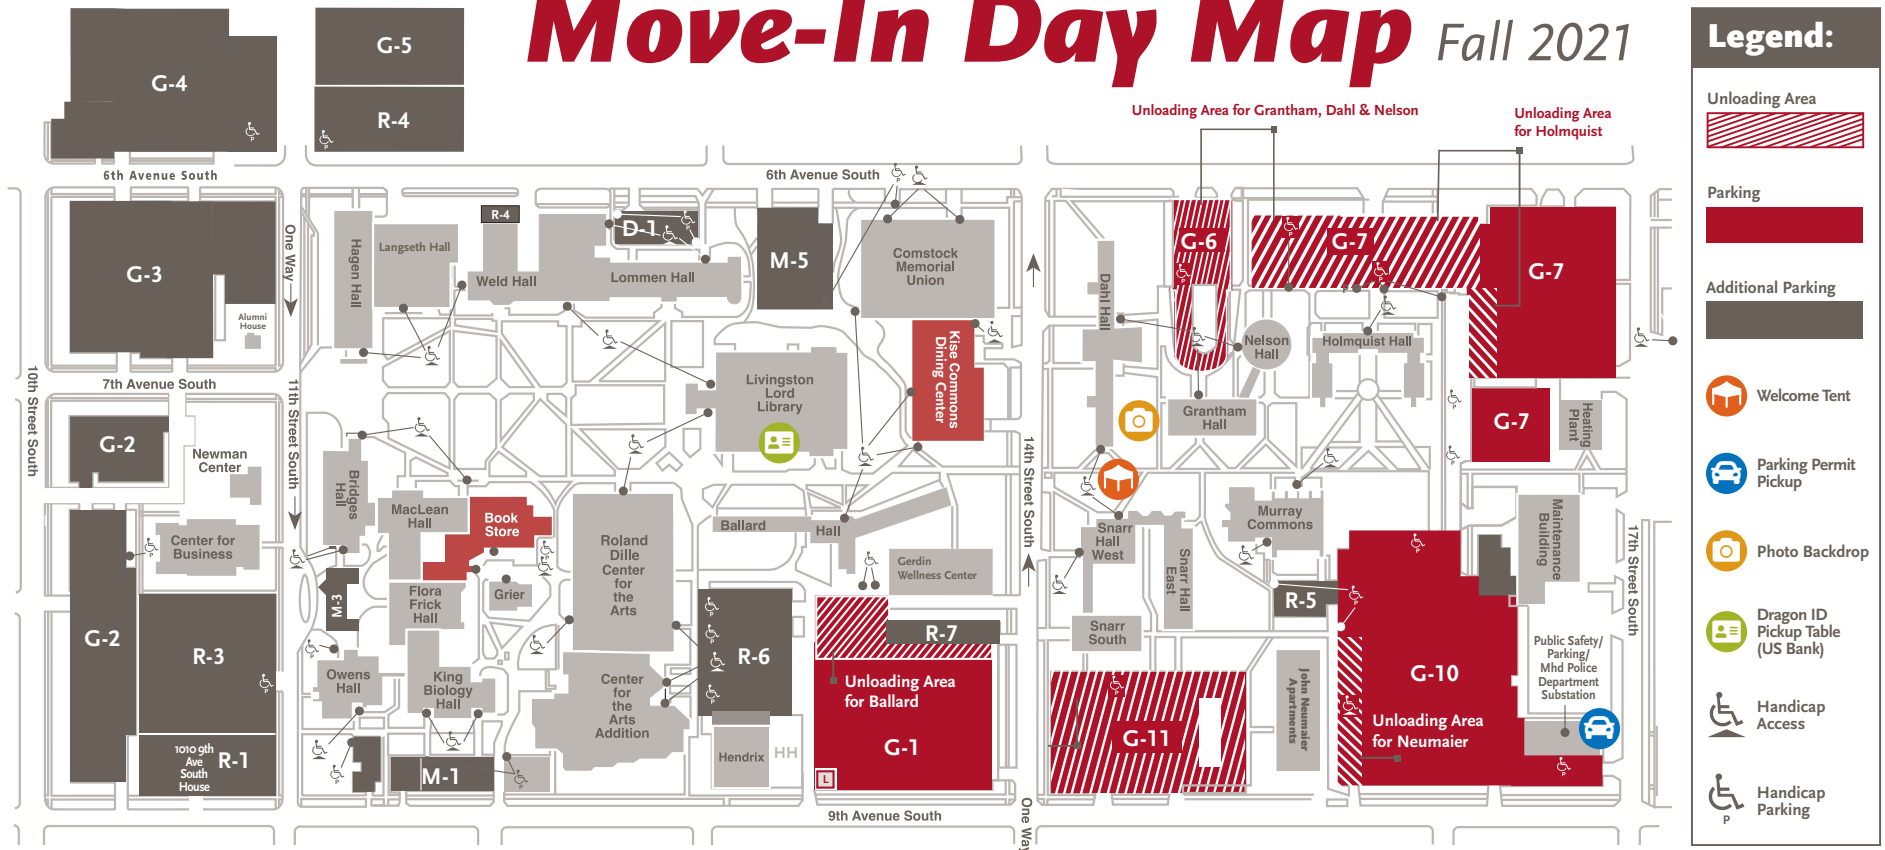 Move-In Day Map Fall 2021
Legend:
Unloading Area
Parking
Additional Parking
Welcome Tent
Parking Permit
Pickup
Photo Backdrop
Dragon ID
Pickup Table
(US Bank)
Handicap
Access
P
Handicap
Parking
Unloading Area for Grantham, Dahl & Nelson
Unloading Area
for Holmquist
G-4
G-5
R-4
6th Avenue South
6th Avenue South
G-3
Alumni
House
One Way
7th Avenue South
10th Street South
11th Street South
G-2
Newman
Center
Center for
Business
G-2
R-3
1010 9th
Ave
South
House
R-1
Hagen Hall
Langseth Hall
R-4
Weld Hall
D-1
Lommen Hall
M-5
Comstock
Memorial
Union
Kise Commons
Dining Center
Livingston
Lord
Library
Bridges
Hall
MacLean
Hall
Book
Store
M-3
Flora
Frick
Hall
Grier
Roland
Dille
Center
for
the
Arts
Ballard
Hall
Gerdin
Wellness Center
R-7
R-6
Owens
Hall
King
Biology
Hall
Center
for
the
Arts
Addition
M-1
Hendrix
HH
Unloading Area
for Ballard
G-1
L
9th Avenue South
14th Street South
One Way
G-6
G-7
G-7
G-7
Dahl Hall
Nelson
Hall
Holmquist Hall
Grantham
Hall
Heating
Plant
Snarr
Hall
West
Snarr Hall
East
Snarr
South
Murray
Commons
R-5
Maintenance
Building
17th Street South
G-11
John Neumaier
Apartments
G-10
Unloading Area
for Neumaier
Public Safety/
Parking/
Mhd Police
Department
Substation